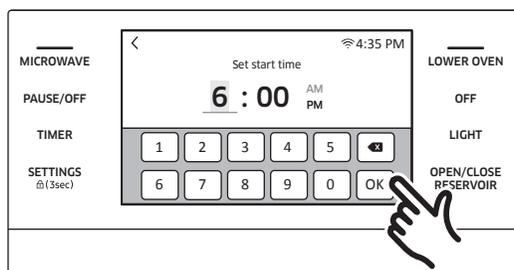 MICROWAVE
PAUSE/OFF
TIMER
SETTINGS
(3sec)
4:35 PM
Set start time
6 : 00 AM
PM
1 2 3 4 5
6 7 8 9 0 OK
LOWER OVEN
OFF
LIGHT
OPEN/CLOSE
RESERVOIR